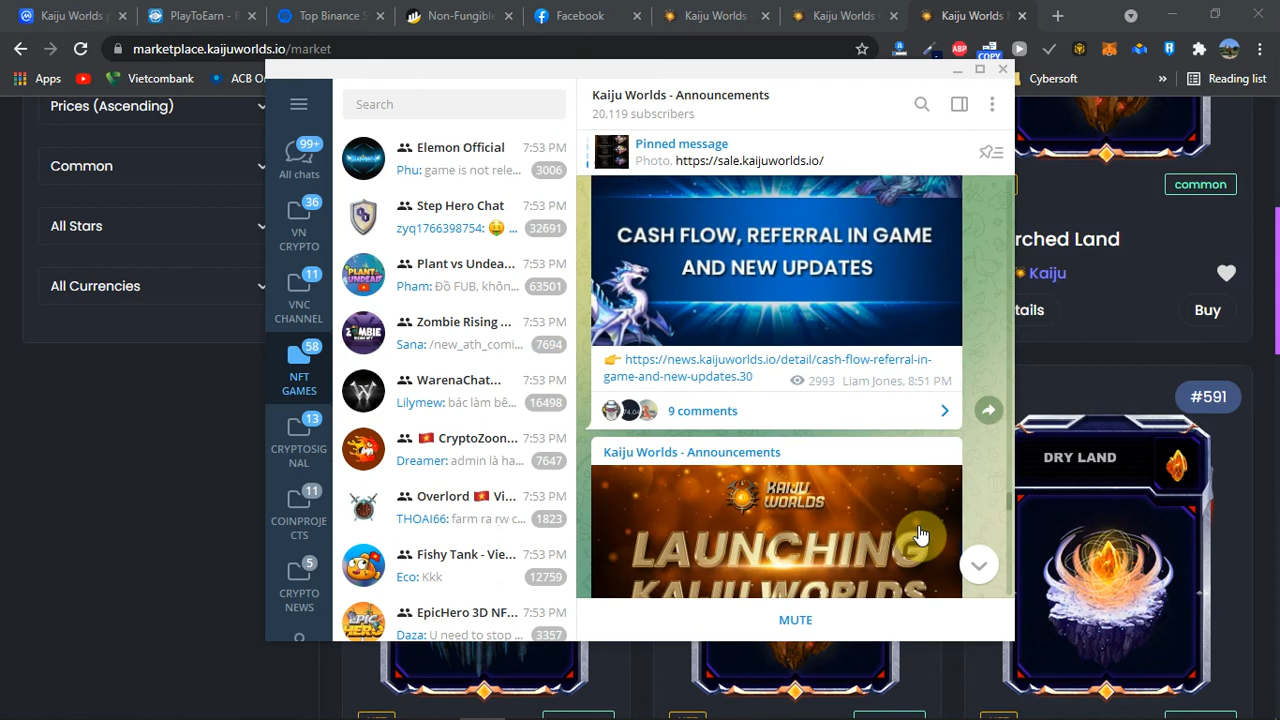 Kaiju Worlds p
PlayToEarn - E
Top Binance S
Non-Fungible
Facebook
Kaiju Worlds
Kaiju Worlds
Kaiju Worlds
marketplace.kaijuworlds.io/market
ABP
COPY
Apps
Vietcombank
ACB On
Cybersoft
»
Reading list
Prices (Ascending)
Common
All Stars
All Currencies
99+
All chats
36
VN
CRYPTO
11
VNC
CHANNEL
58
NFT
GAMES
13
CRYPTOSIG
NAL
11
COINPROJE
CTS
5
CRYPTO
NEWS
Search
Elemon Official 7:53 PM
Phu: game is not rele... 3006
Step Hero Chat 7:53 PM
zyq1766398754: 🤑 ... 32691
Plant vs Undea... 7:53 PM
Pham: Đồ FUB, khôn... 63501
Zombie Rising ... 7:53 PM
Sana: /new_ath_comi... 7694
WarenaChat... 7:53 PM
Lilymew: bác làm bê... 16498
🇻🇳 CryptoZoon... 7:53 PM
Dreamer: admin là ha... 7647
Overlord 🇻🇳 Vi... 7:53 PM
THOAI66: farm ra rw c... 1823
Fishy Tank - Vie... 7:53 PM
Eco: Kkk 12759
EpicHero 3D NF... 7:53 PM
Daza: U need to stop ... 3357
Kaiju Worlds - Announcements
20,119 subscribers
Pinned message
Photo, https://sale.kaijuworlds.io/
CASH FLOW, REFERRAL IN GAME
AND NEW UPDATES
👉 https://news.kaijuworlds.io/detail/cash-flow-referral-in-
game-and-new-updates.30 2993 Liam Jones, 8:51 PM
9 comments
Kaiju Worlds - Announcements
KAIJU
WORLDS
LAUNCHING
KAIJU WORLDS
MUTE
common
rched Land
Kaiju
tails
Buy
#591
DRY LAND